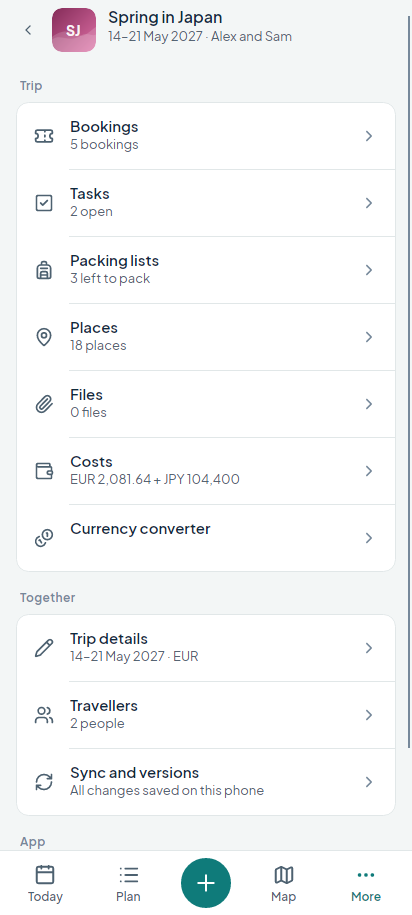 SJ
Spring in Japan
14–21 May 2027 · Alex and Sam
Trip
Bookings
5 bookings
Tasks
2 open
Packing lists
3 left to pack
Places
18 places
Files
0 files
Costs
EUR 2,081.64 + JPY 104,400
Currency converter
Together
Trip details
14–21 May 2027 · EUR
Travellers
2 people
Sync and versions
All changes saved on this phone
App
Today
Plan
Map
More